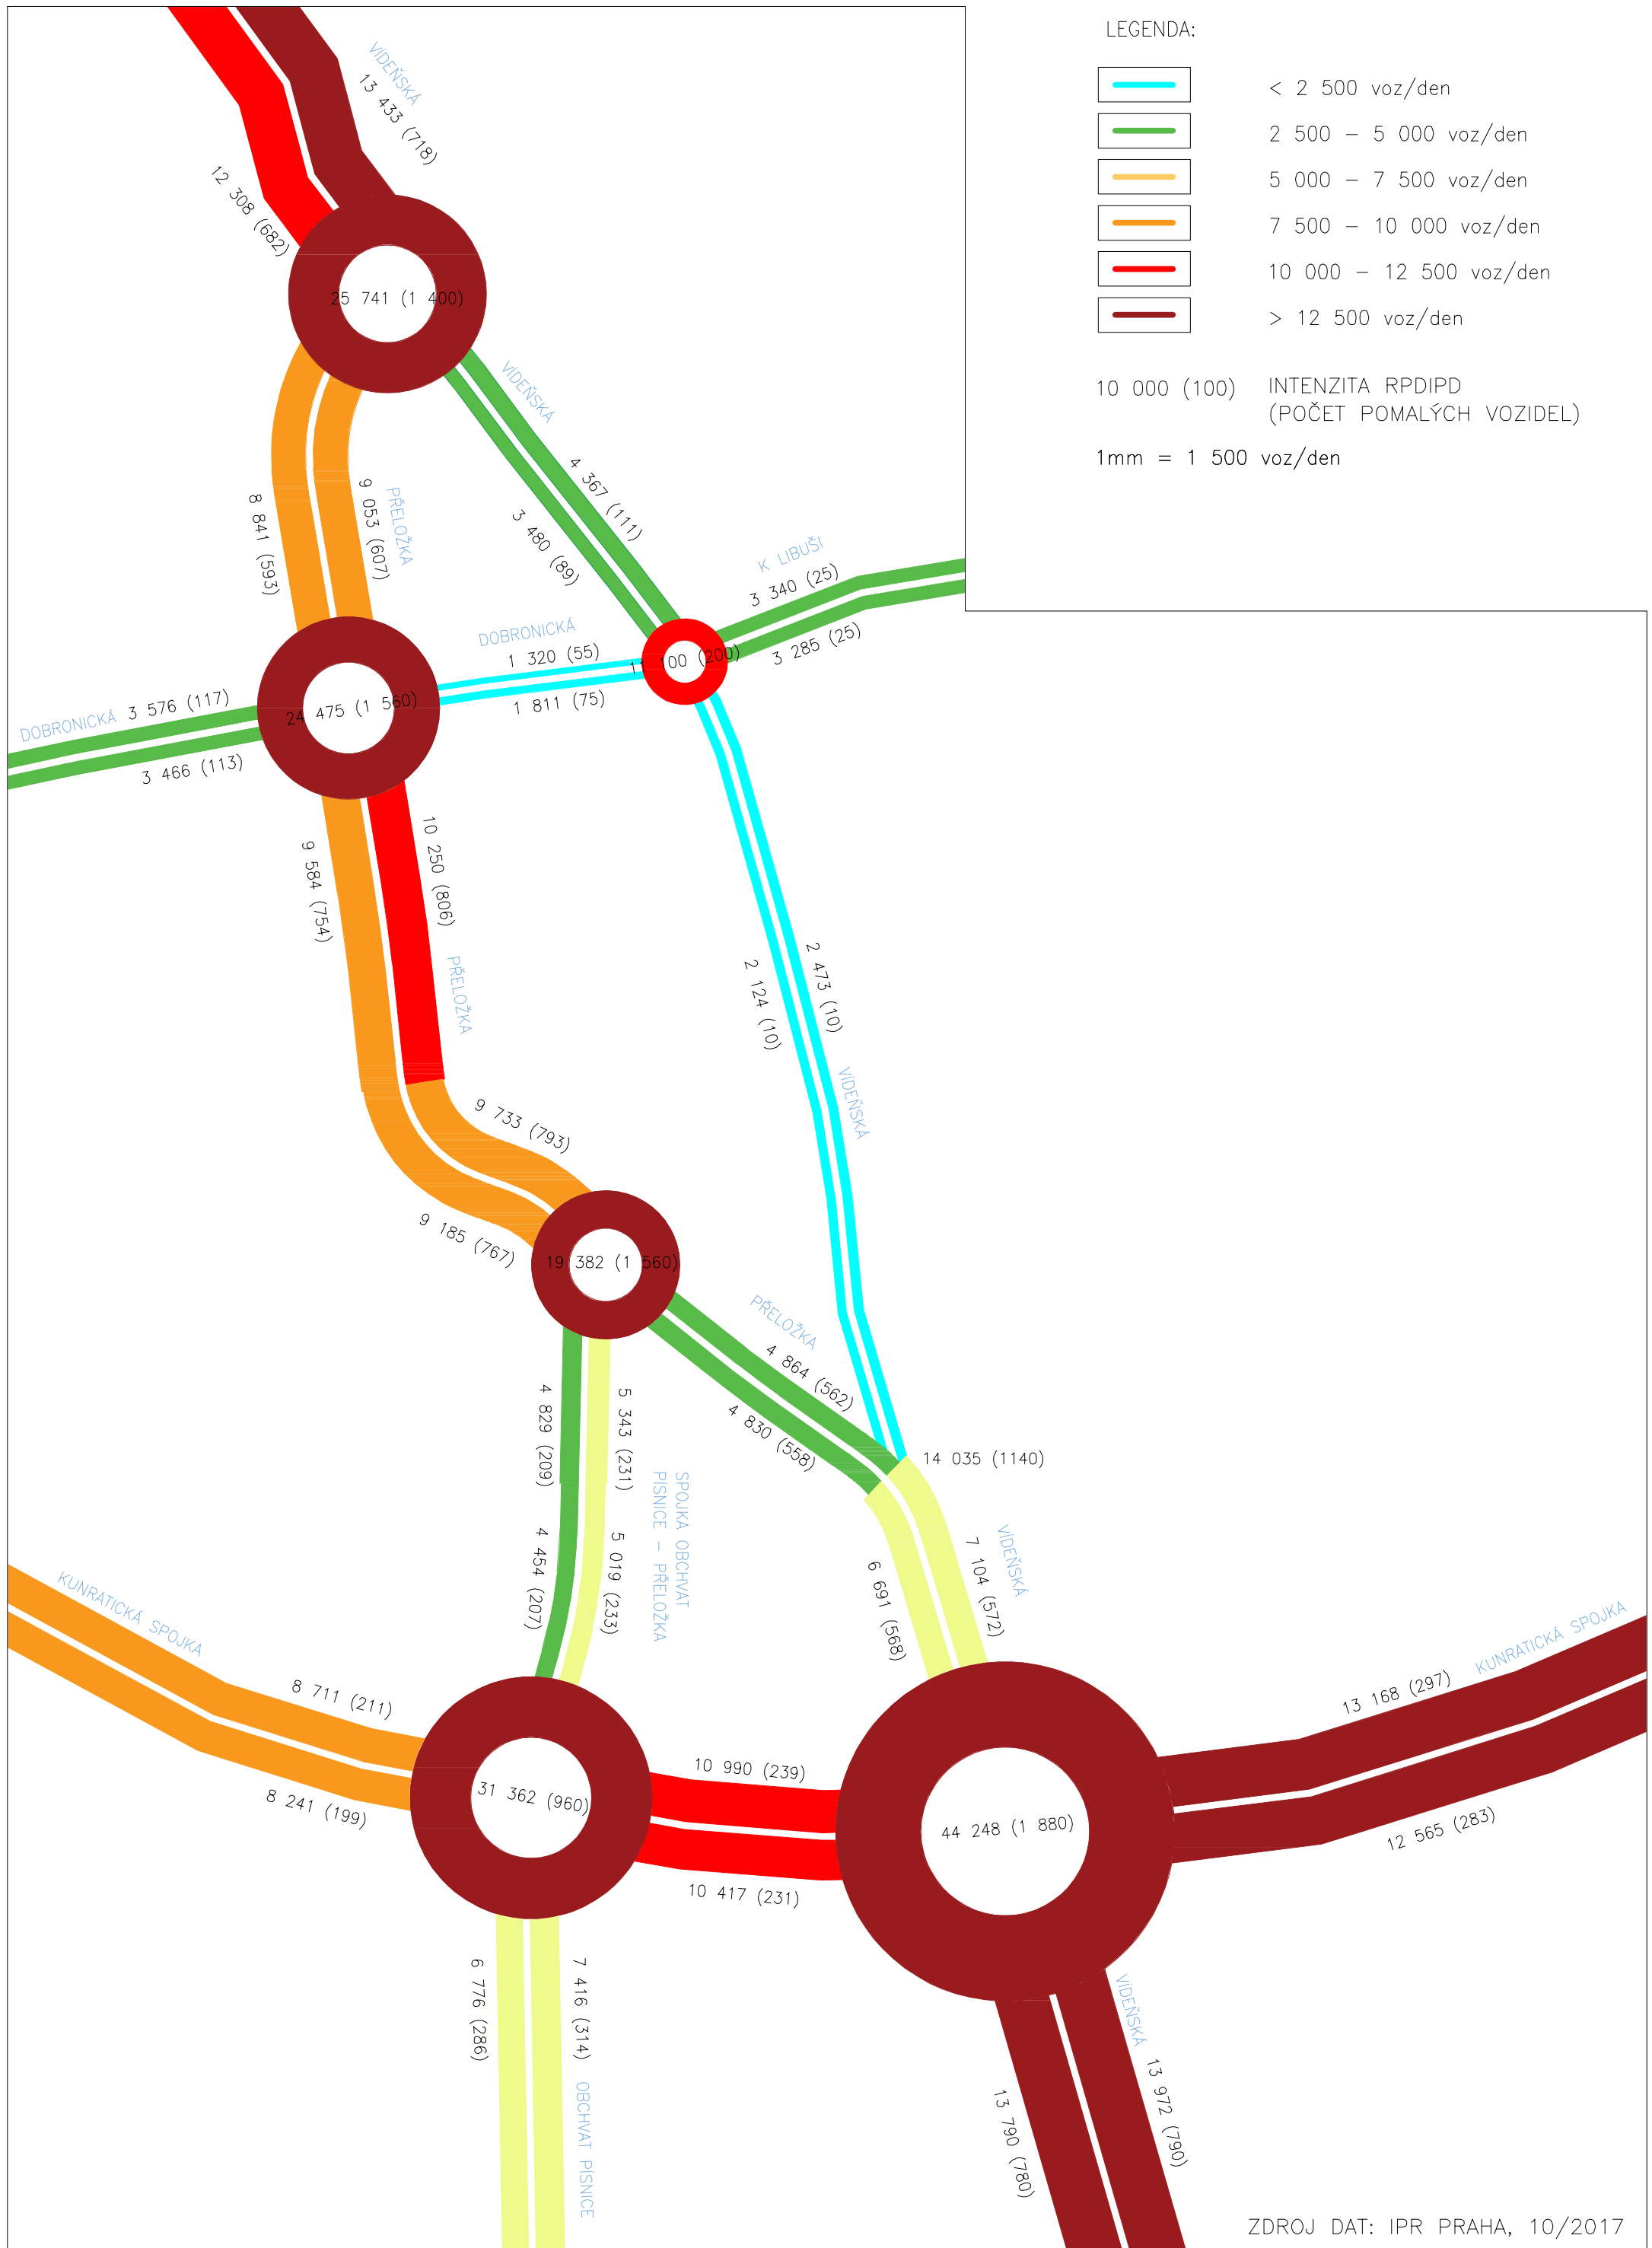 LEGENDA:
< 2 500 voz/den
2 500 – 5 000 voz/den
5 000 – 7 500 voz/den
7 500 – 10 000 voz/den
10 000 – 12 500 voz/den
> 12 500 voz/den
10 000 (100) INTENZITA RPDIPD
(POČET POMALÝCH VOZIDEL)
1mm = 1 500 voz/den
VÍDEŇSKÁ
13 433 (718)
12 308 (682)
25 741 (1 400)
VÍDEŇSKÁ
4 367 (111)
3 480 (89)
PŘELOŽKA
9 053 (607)
8 841 (593)
K LIBUŠI
3 340 (25)
3 285 (25)
DOBRONICKÁ
1 320 (55)
11 100 (200)
1 811 (75)
DOBRONICKÁ 3 576 (117)
24 475 (1 560)
3 466 (113)
10 250 (806)
9 584 (754)
PŘELOŽKA
2 473 (10)
2 124 (10)
VÍDEŇSKÁ
9 733 (793)
9 185 (767)
19 382 (1 560)
PŘELOŽKA
4 864 (562)
4 830 (558)
4 829 (209)
5 343 (231)
14 035 (1140)
SPOJKA OBCHVAT
PÍSNICE – PŘELOŽKA
4 454 (207)
5 019 (233)
VÍDEŇSKÁ
7 104 (572)
6 691 (568)
KUNRATICKÁ SPOJKA
8 711 (211)
8 241 (199)
31 362 (960)
10 990 (239)
10 417 (231)
44 248 (1 880)
KUNRATICKÁ SPOJKA
13 168 (297)
12 565 (283)
6 776 (286)
7 416 (314) OBCHVAT PÍSNICE
VÍDEŇSKÁ 13 972 (790)
13 790 (780)
ZDROJ DAT: IPR PRAHA, 10/2017